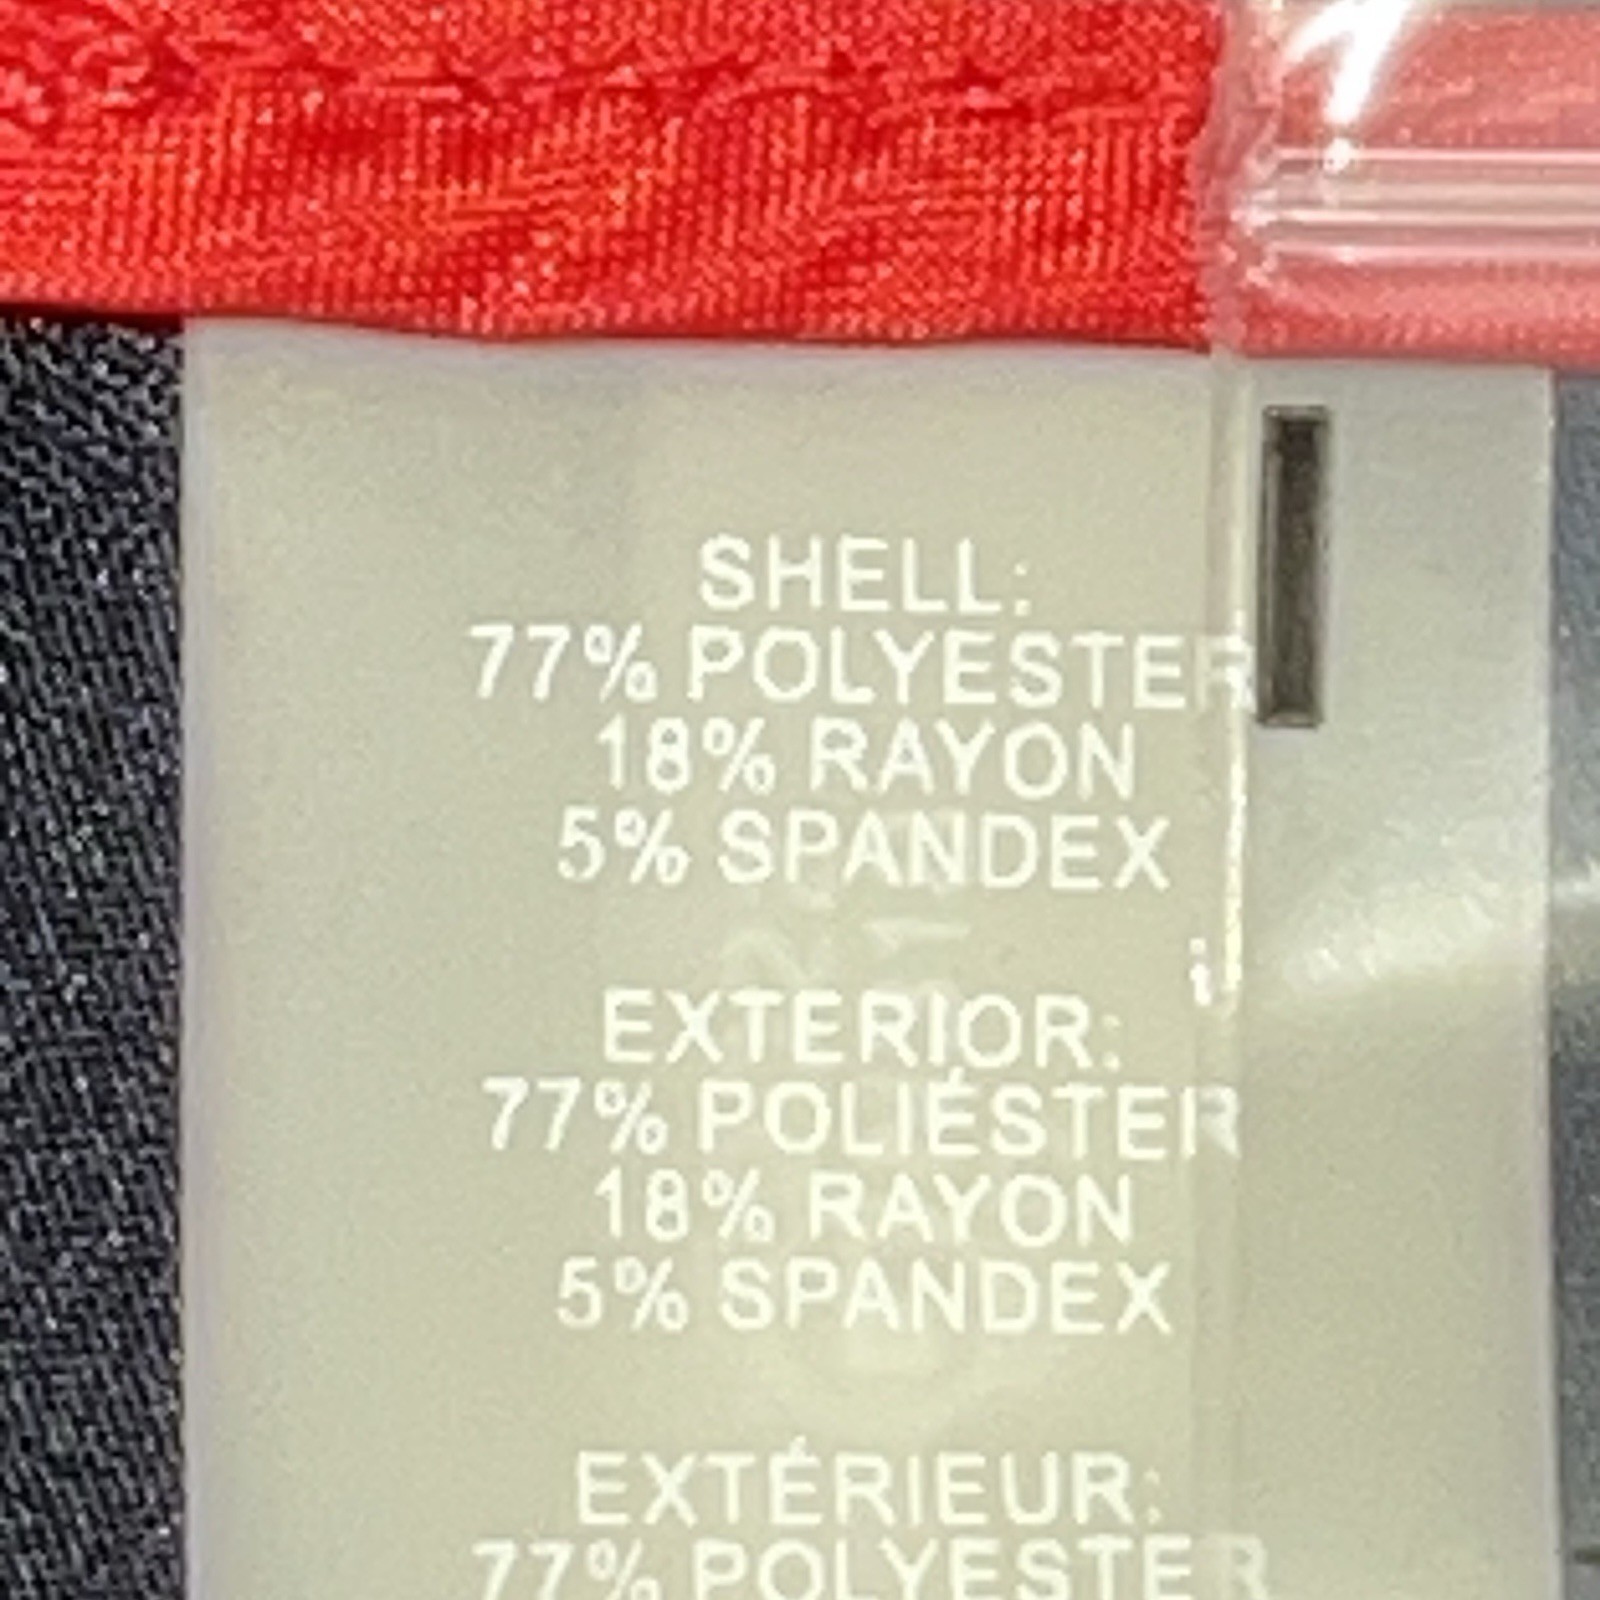 SHELL:
77% POLYESTER
18% RAYON
5% SPANDEX
EXTERIOR:
77% POLIÉSTER
18% RAYON
5% SPANDEX
EXTÉRIEUR:
77% POLYESTER